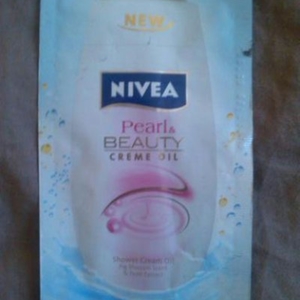 NEW
NIVEA
Pearl &
BEAUTY
CREME OIL
Shower Cream Oil